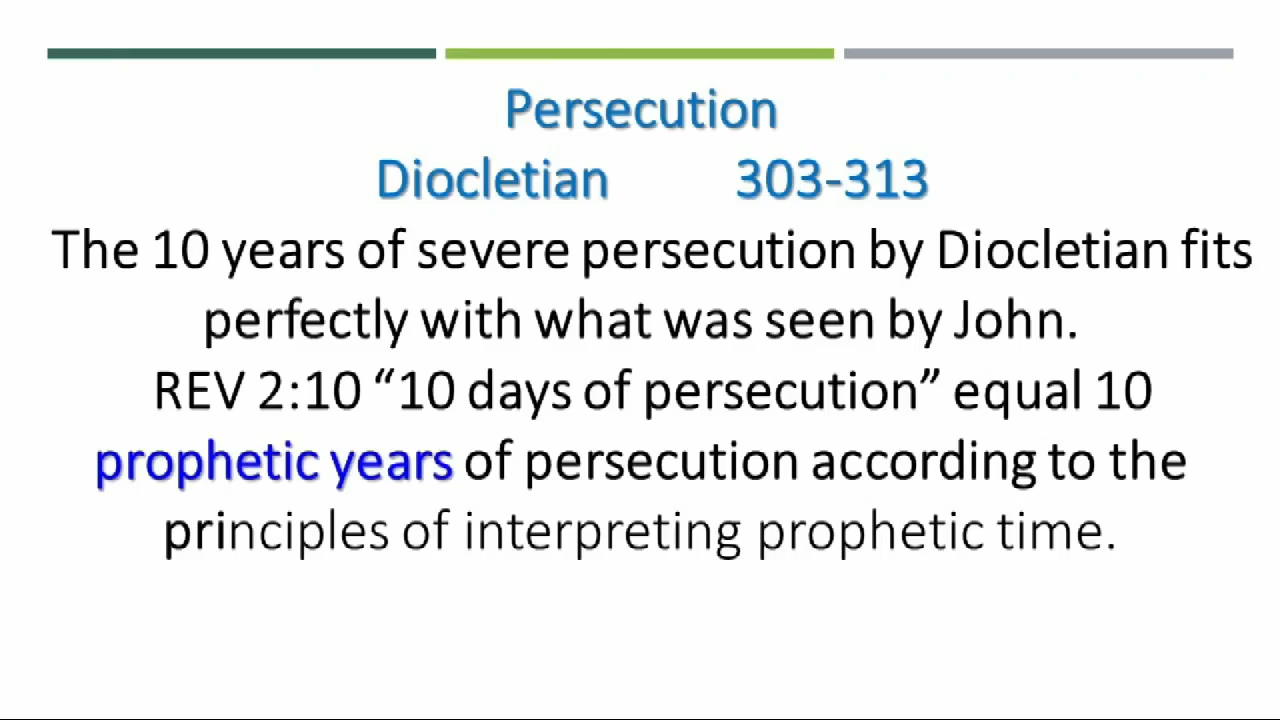 Persecution
Diocletian 303-313
The 10 years of severe persecution by Diocletian fits
perfectly with what was seen by John.
REV 2:10 “10 days of persecution” equal 10
prophetic years of persecution according to the
principles of interpreting prophetic time.